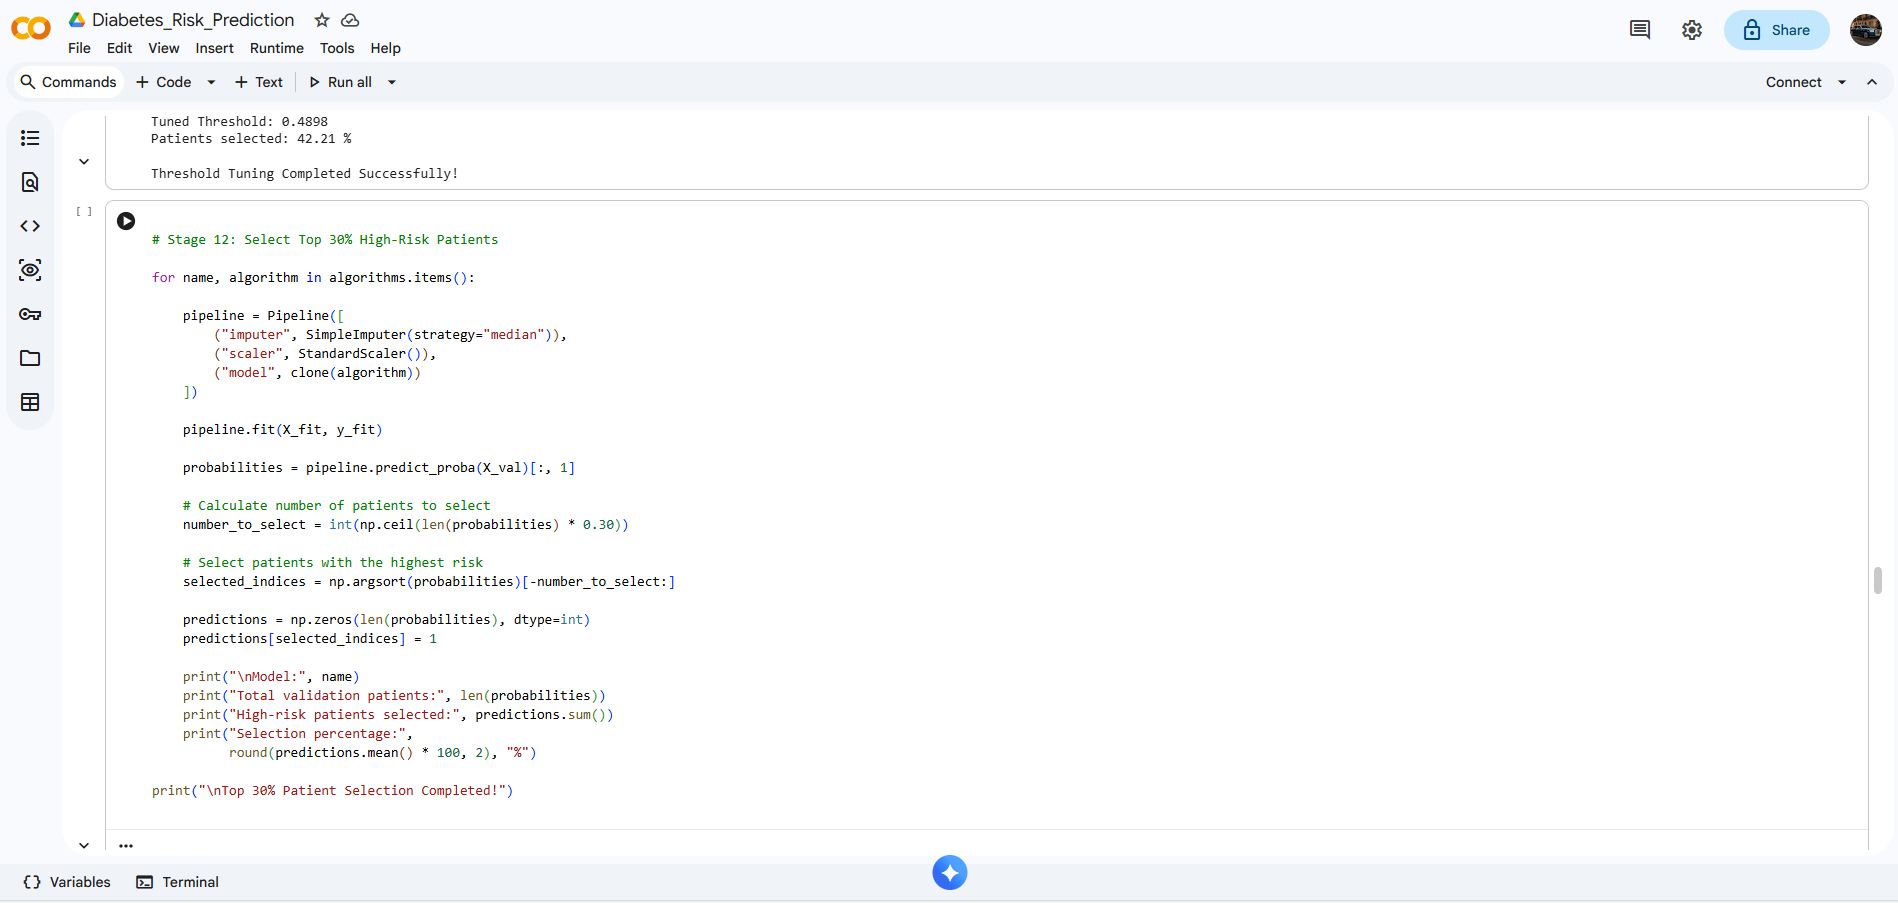 CO Diabetes_Risk_Prediction
File Edit View Insert Runtime Tools Help
Share
Commands + Code + Text Run all
Connect
Tuned Threshold: 0.4898
Patients selected: 42.21 %
Threshold Tuning Completed Successfully!
[ ]
# Stage 12: Select Top 30% High-Risk Patients
for name, algorithm in algorithms.items():
    pipeline = Pipeline([
        ("imputer", SimpleImputer(strategy="median")),
        ("scaler", StandardScaler()),
        ("model", clone(algorithm))
    ])
    pipeline.fit(X_fit, y_fit)
    probabilities = pipeline.predict_proba(X_val)[:, 1]
    # Calculate number of patients to select
    number_to_select = int(np.ceil(len(probabilities) * 0.30))
    # Select patients with the highest risk
    selected_indices = np.argsort(probabilities)[-number_to_select:]
    predictions = np.zeros(len(probabilities), dtype=int)
    predictions[selected_indices] = 1
    print("\nModel:", name)
    print("Total validation patients:", len(probabilities))
    print("High-risk patients selected:", predictions.sum())
    print("Selection percentage:",
          round(predictions.mean() * 100, 2), "%")
print("\nTop 30% Patient Selection Completed!")
...
{} Variables Terminal